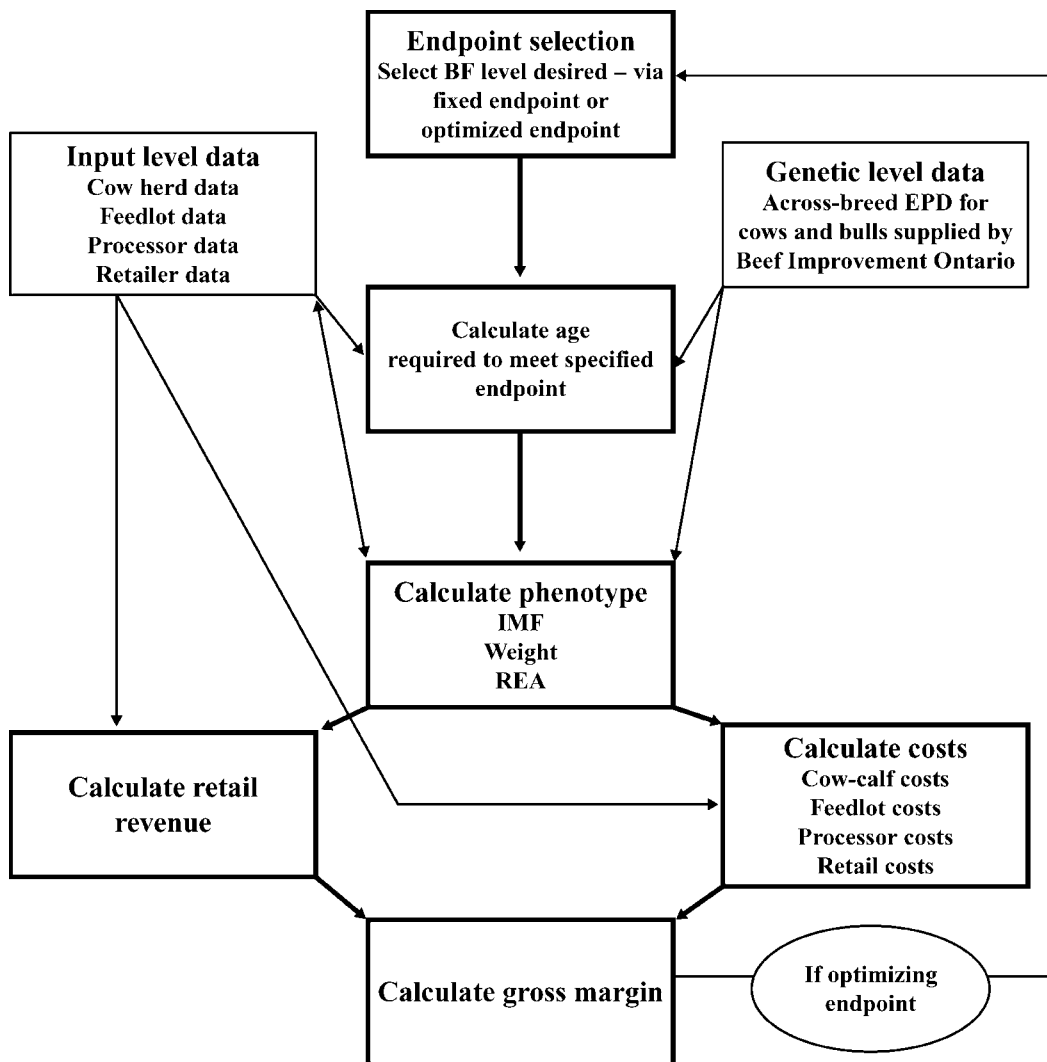 Endpoint selection
Select BF level desired – via
fixed endpoint or
optimized endpoint
Input level data
Cow herd data
Feedlot data
Processor data
Retailer data
Genetic level data
Across-breed EPD for
cows and bulls supplied by
Beef Improvement Ontario
Calculate age
required to meet specified
endpoint
Calculate phenotype
IMF
Weight
REA
Calculate retail
revenue
Calculate costs
Cow-calf costs
Feedlot costs
Processor costs
Retail costs
Calculate gross margin
If optimizing
endpoint